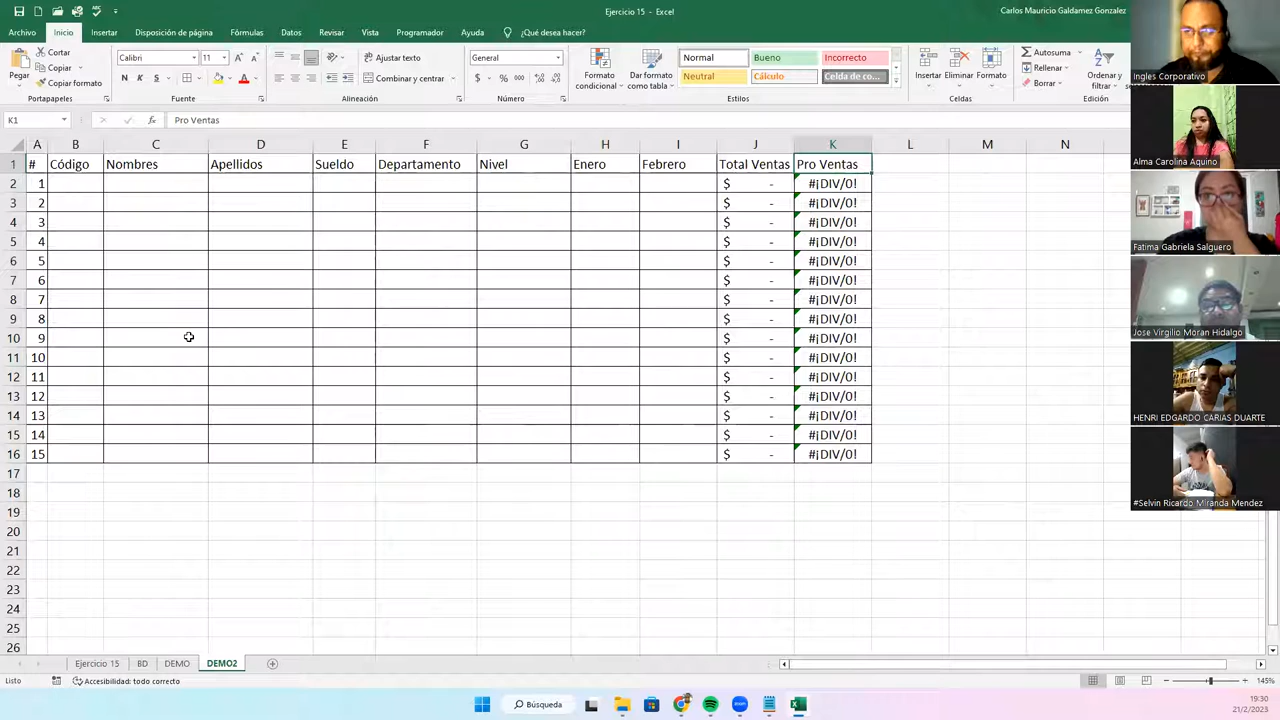 Ejercicio 15 - Excel
Carlos Mauricio Galdamez Gonzalez
Archivo Inicio Insertar Disposición de página Fórmulas Datos Revisar Vista Programador Ayuda ¿Qué desea hacer?
Pegar
Cortar
Copiar
Portapapeles
Calibri 11
N K S
Fuente
Ajustar texto
Combinar y centrar
Alineación
General
$ % 000
Número
Formato condicional
Dar formato como tabla
Normal Bueno Incorrecto
Neutral Cálculo Celda de co...
Estilos
Insertar Eliminar Formato
Celdas
Autosuma
Rellenar
Borrar
Ordenar y filtrar
Edición
K1 fx Pro Ventas
A B C D E F G H I J K L M N
1 # Código Nombres Apellidos Sueldo Departamento Nivel Enero Febrero Total Ventas Pro Ventas
2 1 $ - #¡DIV/0!
3 2 $ - #¡DIV/0!
4 3 $ - #¡DIV/0!
5 4 $ - #¡DIV/0!
6 5 $ - #¡DIV/0!
7 6 $ - #¡DIV/0!
8 7 $ - #¡DIV/0!
9 8 $ - #¡DIV/0!
10 9 $ - #¡DIV/0!
11 10 $ - #¡DIV/0!
12 11 $ - #¡DIV/0!
13 12 $ - #¡DIV/0!
14 13 $ - #¡DIV/0!
15 14 $ - #¡DIV/0!
16 15 $ - #¡DIV/0!
17
18
19
20
21
22
23
24
25
26
Ejercicio 15 BD DEMO DEMO2
Listo Accesibilidad: todo correcto 145%
Búsqueda
19:30
21/2/2023
Ingles Corporativo
Alma Carolina Aquino
Fatima Gabriela Salguero
Jose Virgilio Moran Hidalgo
HENRI EDGARDO CARIAS DUARTE
#Selvin Ricardo Miranda Mendez